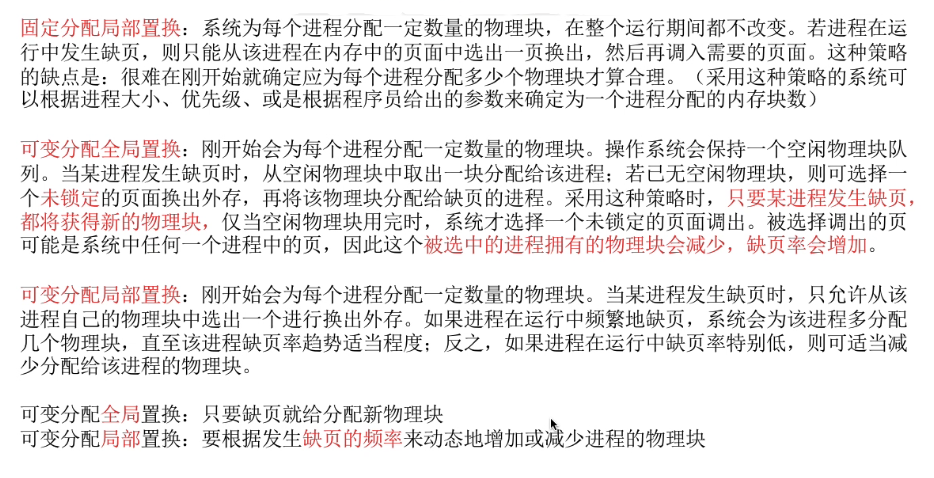 固定分配局部置换：系统为每个进程分配一定数量的物理块，在整个运行期间都不改变。若进程在运
行中发生缺页，则只能从该进程在内存中的页面中选出一页换出，然后再调入需要的页面。这种策略
的缺点是：很难在刚开始就确定应为每个进程分配多少个物理块才算合理。（采用这种策略的系统可
以根据进程大小、优先级、或是根据程序员给出的参数来确定为一个进程分配的内存块数）
可变分配全局置换：刚开始会为每个进程分配一定数量的物理块。操作系统会保持一个空闲物理块队
列。当某进程发生缺页时，从空闲物理块中取出一块分配给该进程；若已无空闲物理块，则可选择一
个未锁定的页面换出外存，再将该物理块分配给缺页的进程。采用这种策略时，只要某进程发生缺页，
都将获得新的物理块，仅当空闲物理块用完时，系统才选择一个未锁定的页面调出。被选择调出的页
可能是系统中任何一个进程中的页，因此这个被选中的进程拥有的物理块会减少，缺页率会增加。
可变分配局部置换：刚开始会为每个进程分配一定数量的物理块。当某进程发生缺页时，只允许从该
进程自己的物理块中选出一个进行换出外存。如果进程在运行中频繁地缺页，系统会为该进程多分配
几个物理块，直至该进程缺页率趋势适当程度；反之，如果进程在运行中缺页率特别低，则可适当减
少分配给该进程的物理块。
可变分配全局置换：只要缺页就给分配新物理块
可变分配局部置换：要根据发生缺页的频率来动态地增加或减少进程的物理块